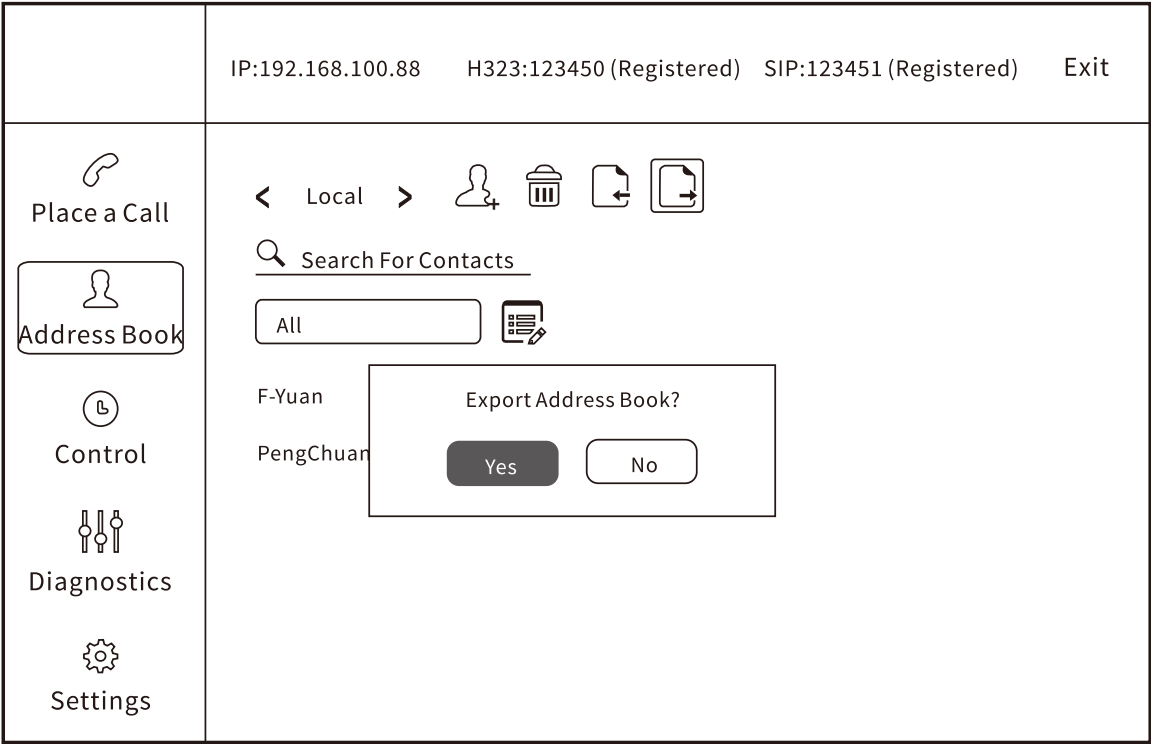 IP:192.168.100.88 H323:123450 (Registered) SIP:123451 (Registered) Exit
Place a Call
Address Book
Control
Diagnostics
Settings
Local
Search For Contacts
All
F-Yuan
PengChuan
Export Address Book?
Yes No